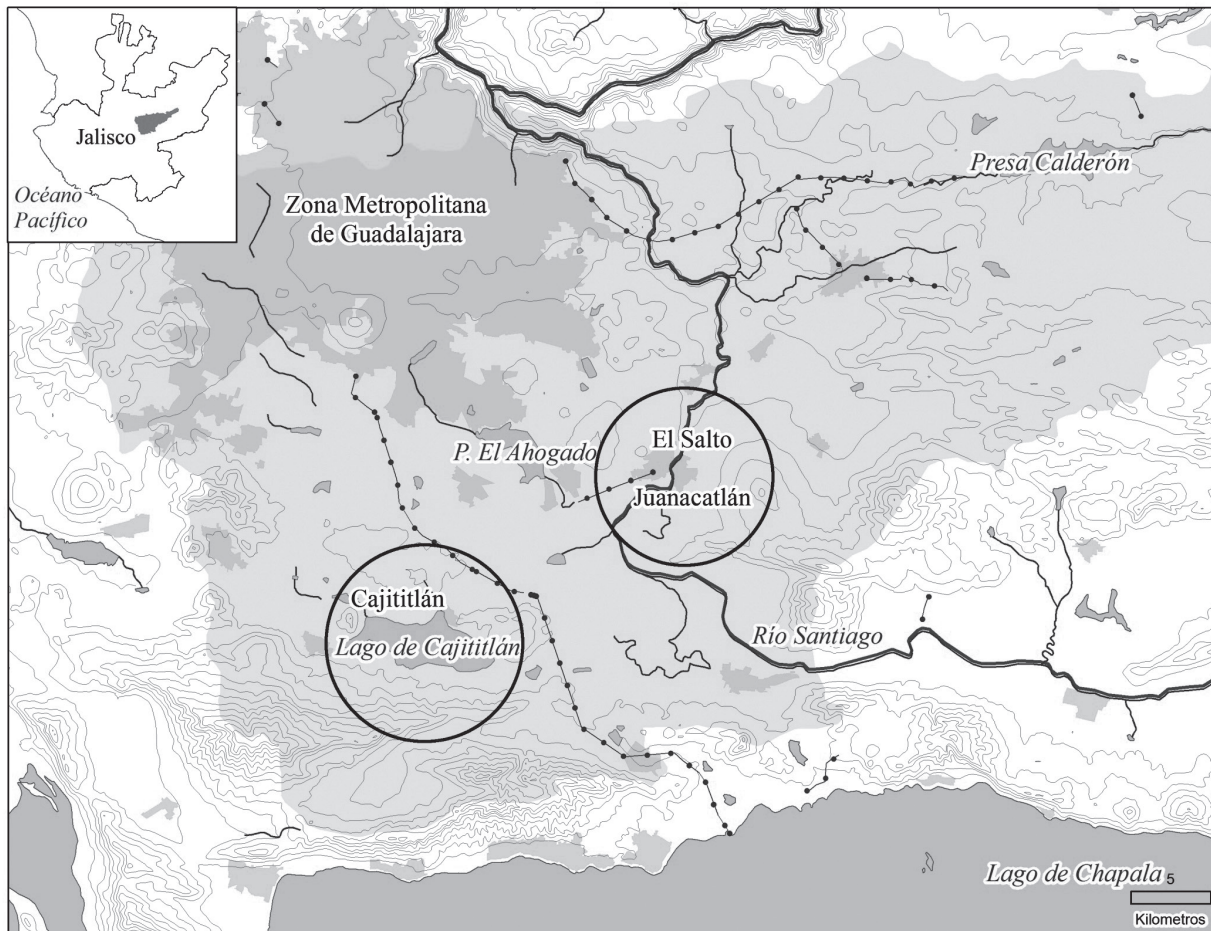 Jalisco
Océano
Pacífico
Zona Metropolitana
de Guadalajara
Presa Calderón
P. El Ahogado
El Salto
Juanacatlán
Cajititlán
Lago de Cajititlán
Río Santiago
Lago de Chapala
5
Kilometros